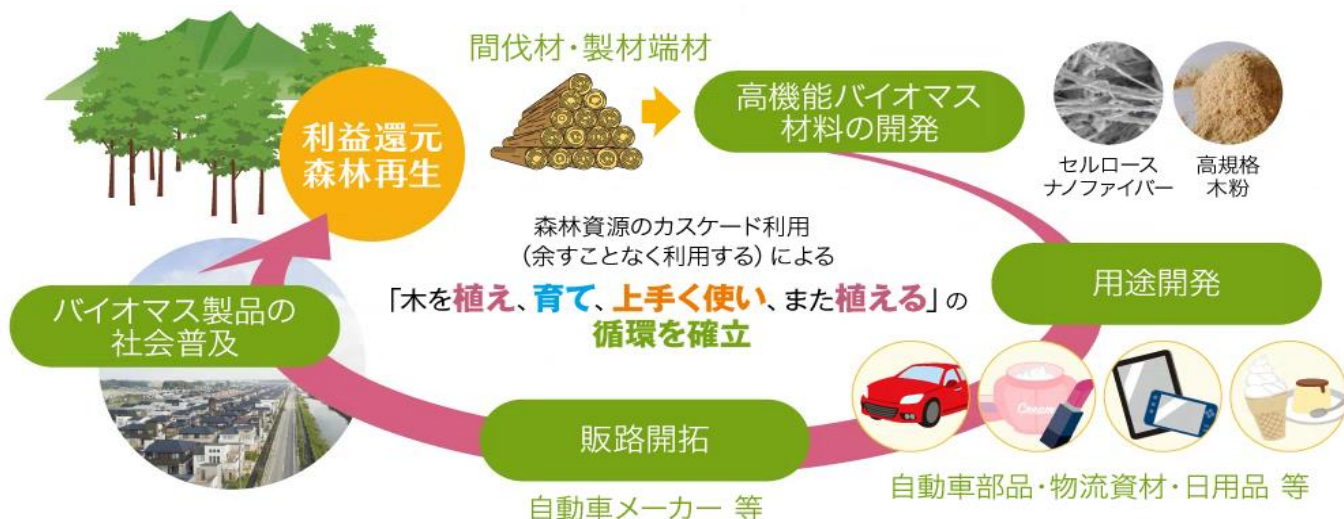 間伐材・製材端材
利益還元
森林再生
高機能バイオマス
材料の開発
セルロース
ナノファイバー
高規格
木粉
森林資源のカスケード利用
(余すことなく利用する)による
「木を植え、育て、上手く使い、また植える」の
循環を確立
用途開発
バイオマス製品の
社会普及
Cream
販路開拓
自動車部品・物流資材・日用品 等
自動車メーカー 等